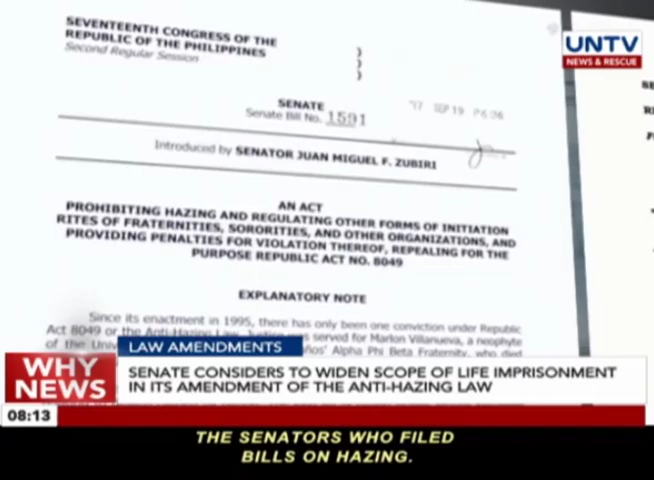 SEVENTEENTH CONGRESS OF THE
REPUBLIC OF THE PHILIPPINES
Second Regular Session
)
)
)
UNTV
NEWS & RESCUE
SENATE
'17 SEP 19
Senate Bill No. 1591
Introduced by SENATOR JUAN MIGUEL F. ZUBIRI
AN ACT
PROHIBITING HAZING AND REGULATING OTHER FORMS OF INITIATION
RITES OF FRATERNITIES, SORORITIES, AND OTHER ORGANIZATIONS, AND
PROVIDING PENALTIES FOR VIOLATION THEREOF, REPEALING FOR THE
PURPOSE REPUBLIC ACT NO. 8049
EXPLANATORY NOTE
Since its enactment in 1995, there has only been one conviction under Republic
Act 8049 or the Anti-Hazing Law. Justice was served for Marlon Villanueva, a neophyte
of the Alpha Phi Beta Fraternity, who died
LAW AMENDMENTS
WHY
NEWS
SENATE CONSIDERS TO WIDEN SCOPE OF LIFE IMPRISONMENT
IN ITS AMENDMENT OF THE ANTI-HAZING LAW
08:13
THE SENATORS WHO FILED
BILLS ON HAZING.